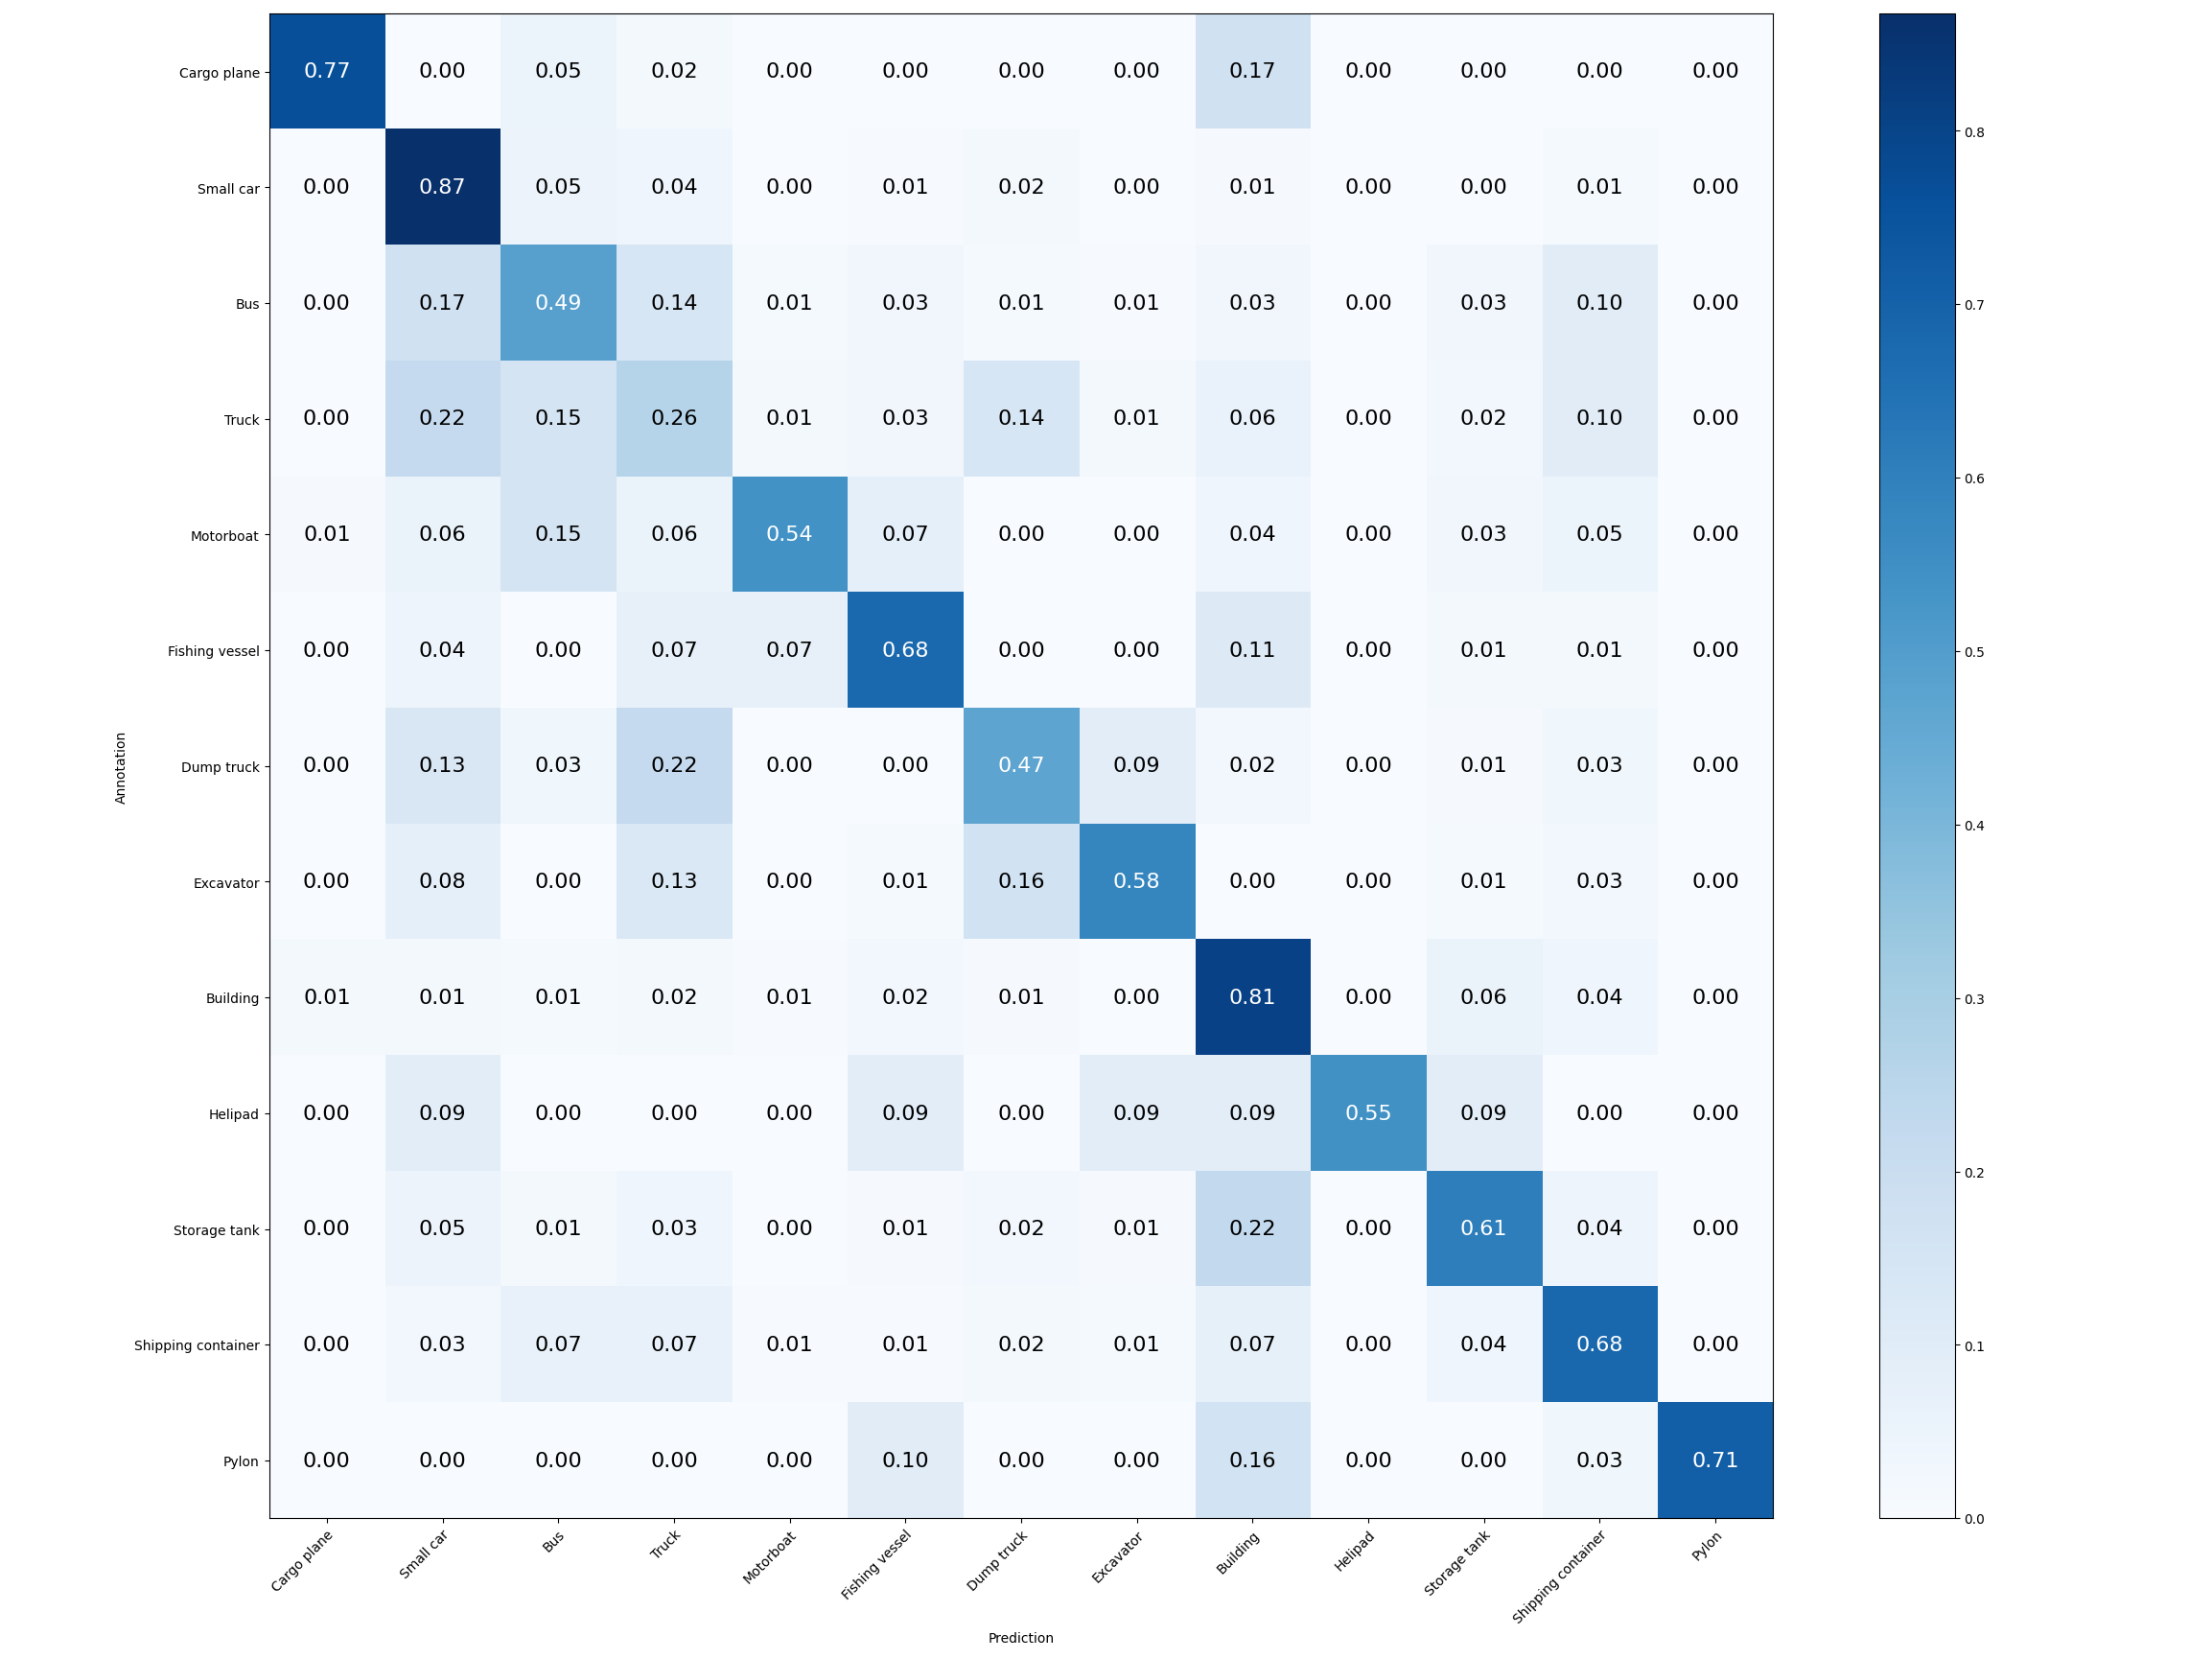 Cargo plane 0.77 0.00 0.05 0.02 0.00 0.00 0.00 0.00 0.17 0.00 0.00 0.00 0.00
Small car 0.00 0.87 0.05 0.04 0.00 0.01 0.02 0.00 0.01 0.00 0.00 0.01 0.00
0.8
Bus 0.00 0.17 0.49 0.14 0.01 0.03 0.01 0.01 0.03 0.00 0.03 0.10 0.00
0.7
Truck 0.00 0.22 0.15 0.26 0.01 0.03 0.14 0.01 0.06 0.00 0.02 0.10 0.00
0.6
Motorboat 0.01 0.06 0.15 0.06 0.54 0.07 0.00 0.00 0.04 0.00 0.03 0.05 0.00
Fishing vessel 0.00 0.04 0.00 0.07 0.07 0.68 0.00 0.00 0.11 0.00 0.01 0.01 0.00
0.5
Annotation
Dump truck 0.00 0.13 0.03 0.22 0.00 0.00 0.47 0.09 0.02 0.00 0.01 0.03 0.00
0.4
Excavator 0.00 0.08 0.00 0.13 0.00 0.01 0.16 0.58 0.00 0.00 0.01 0.03 0.00
Building 0.01 0.01 0.01 0.02 0.01 0.02 0.01 0.00 0.81 0.00 0.06 0.04 0.00
0.3
Helipad 0.00 0.09 0.00 0.00 0.00 0.09 0.00 0.09 0.09 0.55 0.09 0.00 0.00
0.2
Storage tank 0.00 0.05 0.01 0.03 0.00 0.01 0.02 0.01 0.22 0.00 0.61 0.04 0.00
Shipping container 0.00 0.03 0.07 0.07 0.01 0.01 0.02 0.01 0.07 0.00 0.04 0.68 0.00
0.1
Pylon 0.00 0.00 0.00 0.00 0.00 0.10 0.00 0.00 0.16 0.00 0.00 0.03 0.71
0.0
Cargo plane Small car Bus Truck Motorboat Fishing vessel Dump truck Excavator Building Helipad Storage tank Shipping container Pylon
Prediction